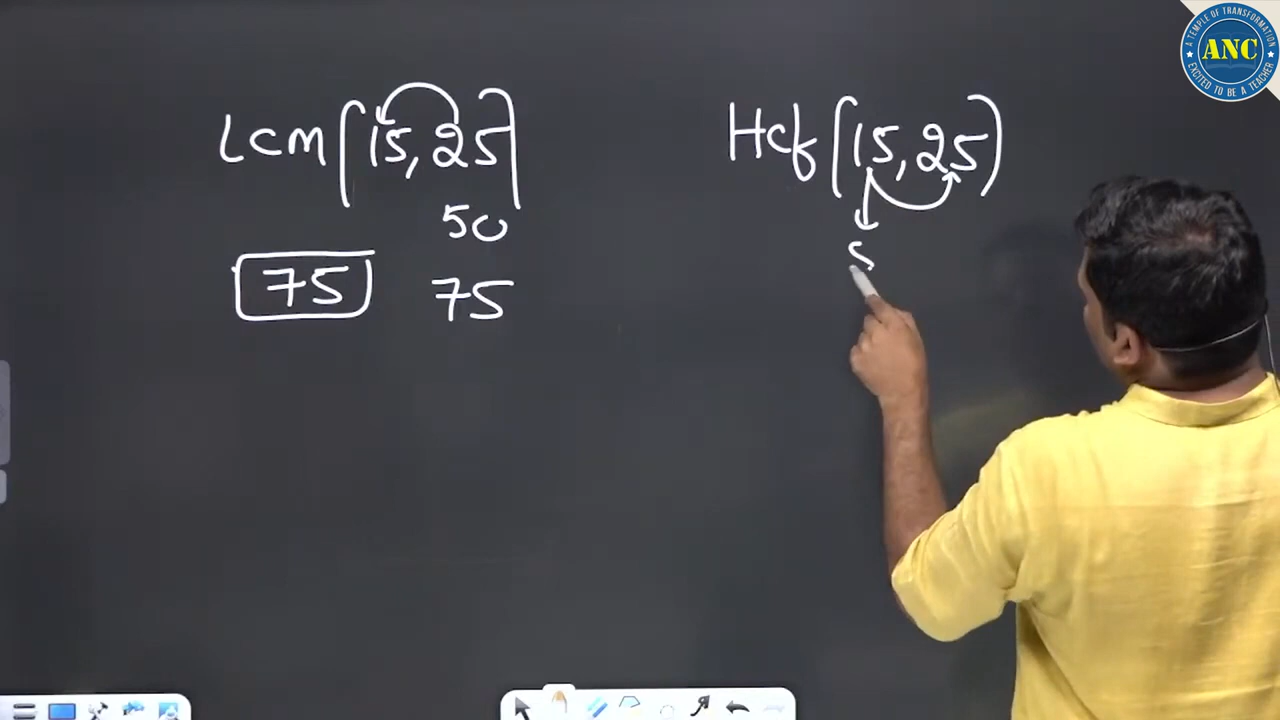 LCM(15,25)
50
75 75
Hcf(15,25)
5
A TEMPLE OF TRANSFORMATION
ANC
EXCITED TO BE A TEACHER